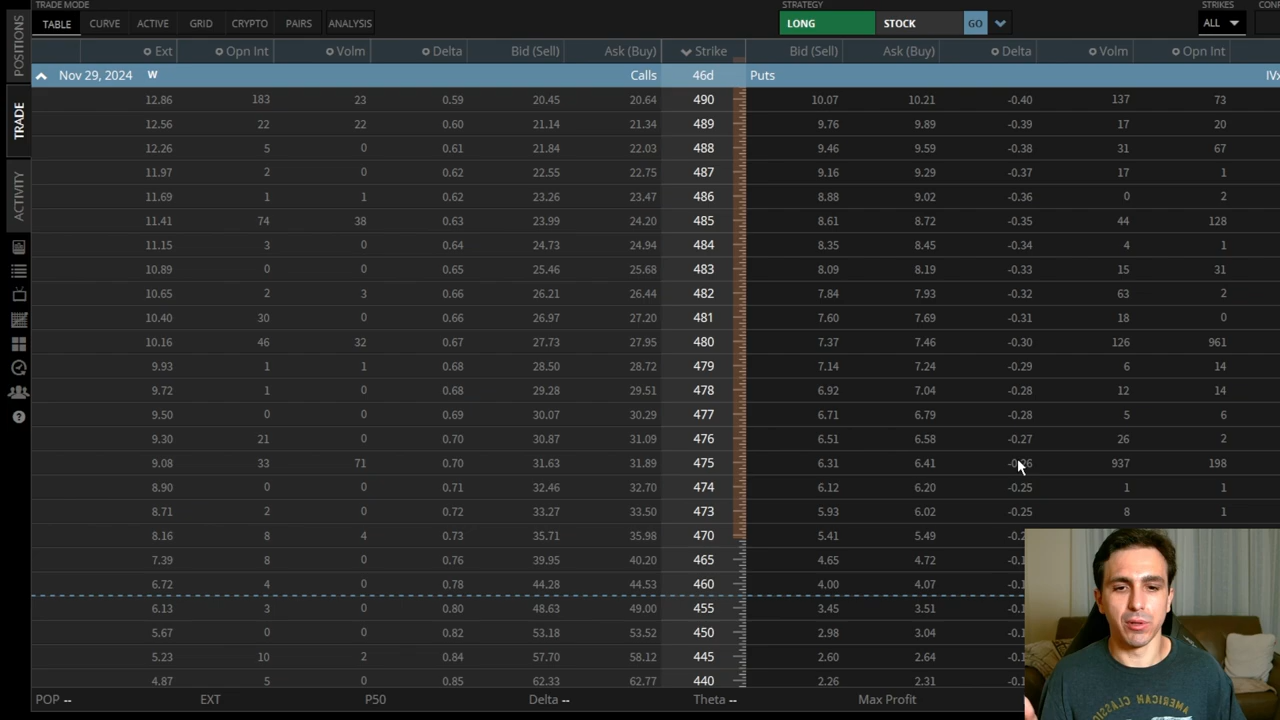 TRADE MODE STRATEGY STRIKES
TABLE CURVE ACTIVE GRID CRYPTO PAIRS ANALYSIS LONG STOCK GO ALL
POSITIONS
TRADE
ACTIVITY
Ext Opn Int Volm Delta Bid (Sell) Ask (Buy) Strike Bid (Sell) Ask (Buy) Delta Volm Opn Int
Nov 29, 2024 W Calls 46d Puts
12.86 183 23 0.59 20.45 20.64 490 10.07 10.21 -0.40 137 73
12.56 22 22 0.60 21.14 21.34 489 9.76 9.89 -0.39 17 20
12.26 5 0 0.61 21.84 22.03 488 9.46 9.59 -0.38 31 67
11.97 2 0 0.62 22.55 22.75 487 9.16 9.29 -0.37 17 1
11.69 1 1 0.62 23.26 23.47 486 8.88 9.02 -0.36 0 2
11.41 74 38 0.63 23.99 24.20 485 8.61 8.72 -0.35 44 128
11.15 3 0 0.64 24.73 24.94 484 8.35 8.45 -0.34 4 1
10.89 0 0 0.65 25.46 25.68 483 8.09 8.19 -0.33 15 31
10.65 2 3 0.66 26.21 26.44 482 7.84 7.93 -0.32 63 2
10.40 30 0 0.66 26.97 27.20 481 7.60 7.69 -0.31 18 0
10.16 46 32 0.67 27.73 27.95 480 7.37 7.46 -0.30 126 961
9.93 1 1 0.68 28.50 28.72 479 7.14 7.24 -0.29 6 14
9.72 1 0 0.68 29.28 29.51 478 6.92 7.04 -0.28 12 14
9.50 0 0 0.69 30.07 30.29 477 6.71 6.79 -0.28 5 6
9.30 21 0 0.70 30.87 31.09 476 6.51 6.58 -0.27 26 2
9.08 33 71 0.70 31.63 31.89 475 6.31 6.41 -0.26 937 198
8.90 0 0 0.71 32.46 32.70 474 6.12 6.20 -0.25 1 1
8.71 2 0 0.72 33.27 33.50 473 5.93 6.02 -0.25 8 1
8.16 8 4 0.73 35.71 35.98 470 5.41 5.49
7.39 8 0 0.76 39.95 40.20 465 4.65 4.72
6.72 4 0 0.78 44.28 44.53 460 4.00 4.07
6.13 3 0 0.80 48.63 49.00 455 3.45 3.51
5.67 0 0 0.82 53.18 53.52 450 2.98 3.04
5.23 10 2 0.84 57.70 58.12 445 2.60 2.64
4.87 5 0 0.85 62.33 62.77 440 2.26 2.31
POP -- EXT P50 Delta -- Theta -- Max Profit
AMERICAN CLASSI